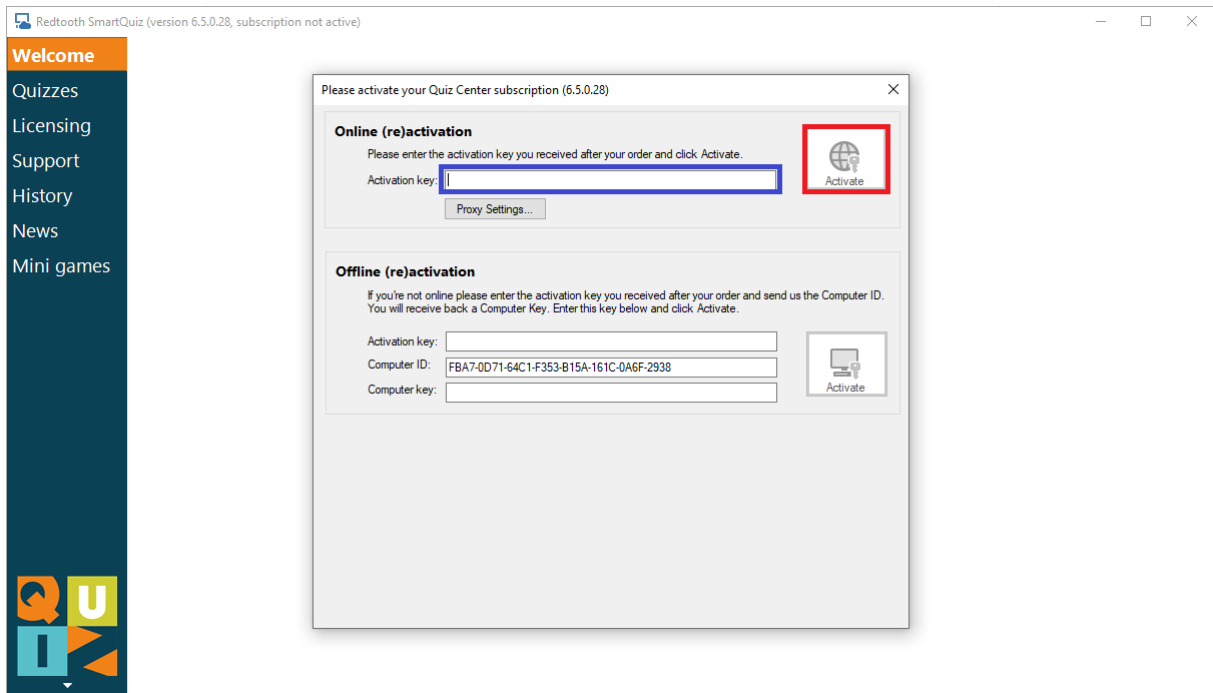 Redtooth SmartQuiz (version 6.5.0.28, subscription not active)
Welcome
Quizzes
Licensing
Support
History
News
Mini games
Please activate your Quiz Center subscription (6.5.0.28)
Online (re)activation
Please enter the activation key you received after your order and click Activate.
Activation key:
Activate
Proxy Settings...
Offline (re)activation
If you're not online please enter the activation key you received after your order and send us the Computer ID.
You will receive back a Computer Key. Enter this key below and click Activate.
Activation key:
Computer ID: FBA7-0D71-64C1-F353-B15A-161C-0A6F-2938
Computer key:
Activate
QU
IZ